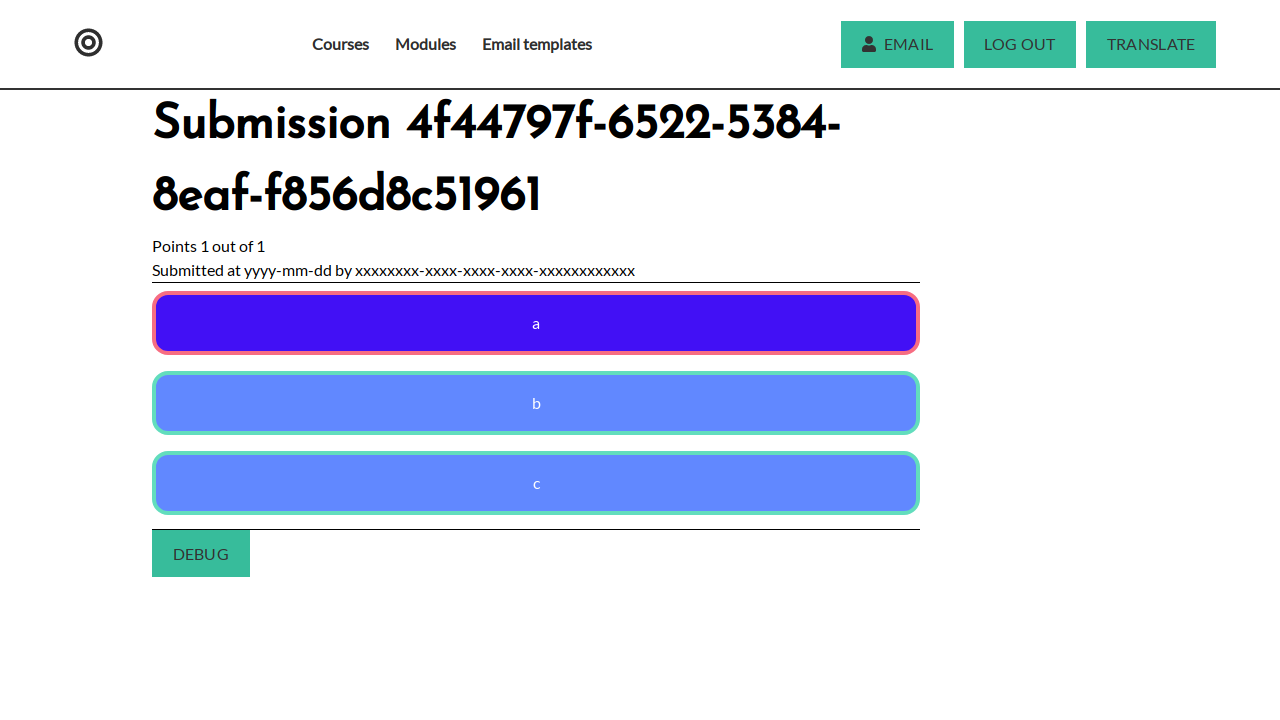 Courses Modules Email templates EMAIL LOG OUT TRANSLATE
Submission 4f44797f-6522-5384-
8eaf-f856d8c51961
Points 1 out of 1
Submitted at yyyy-mm-dd by xxxxxxxx-xxxx-xxxx-xxxx-xxxxxxxxxxxx
a
b
c
DEBUG